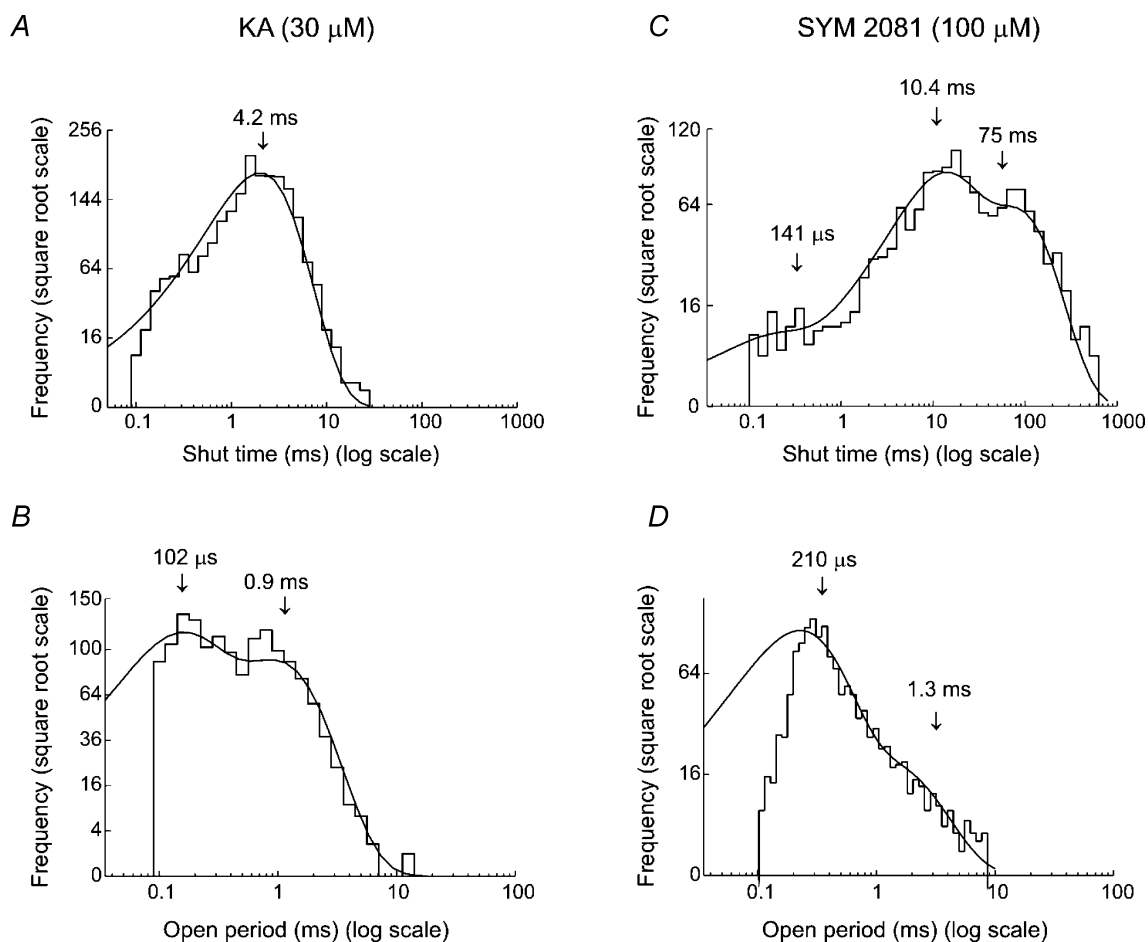 A
KA (30 μM)
Frequency (square root scale)
256
144
64
16
0
4.2 ms
0.1
1
10
100
1000
Shut time (ms) (log scale)
C
SYM 2081 (100 μM)
Frequency (square root scale)
120
64
16
0
141 μs
10.4 ms
75 ms
0.1
1
10
100
1000
Shut time (ms) (log scale)
B
Frequency (square root scale)
150
100
64
36
16
4
0
102 μs
0.9 ms
0.1
1
10
100
Open period (ms) (log scale)
D
Frequency (square root scale)
64
16
0
210 μs
1.3 ms
0.1
1
10
100
Open period (ms) (log scale)